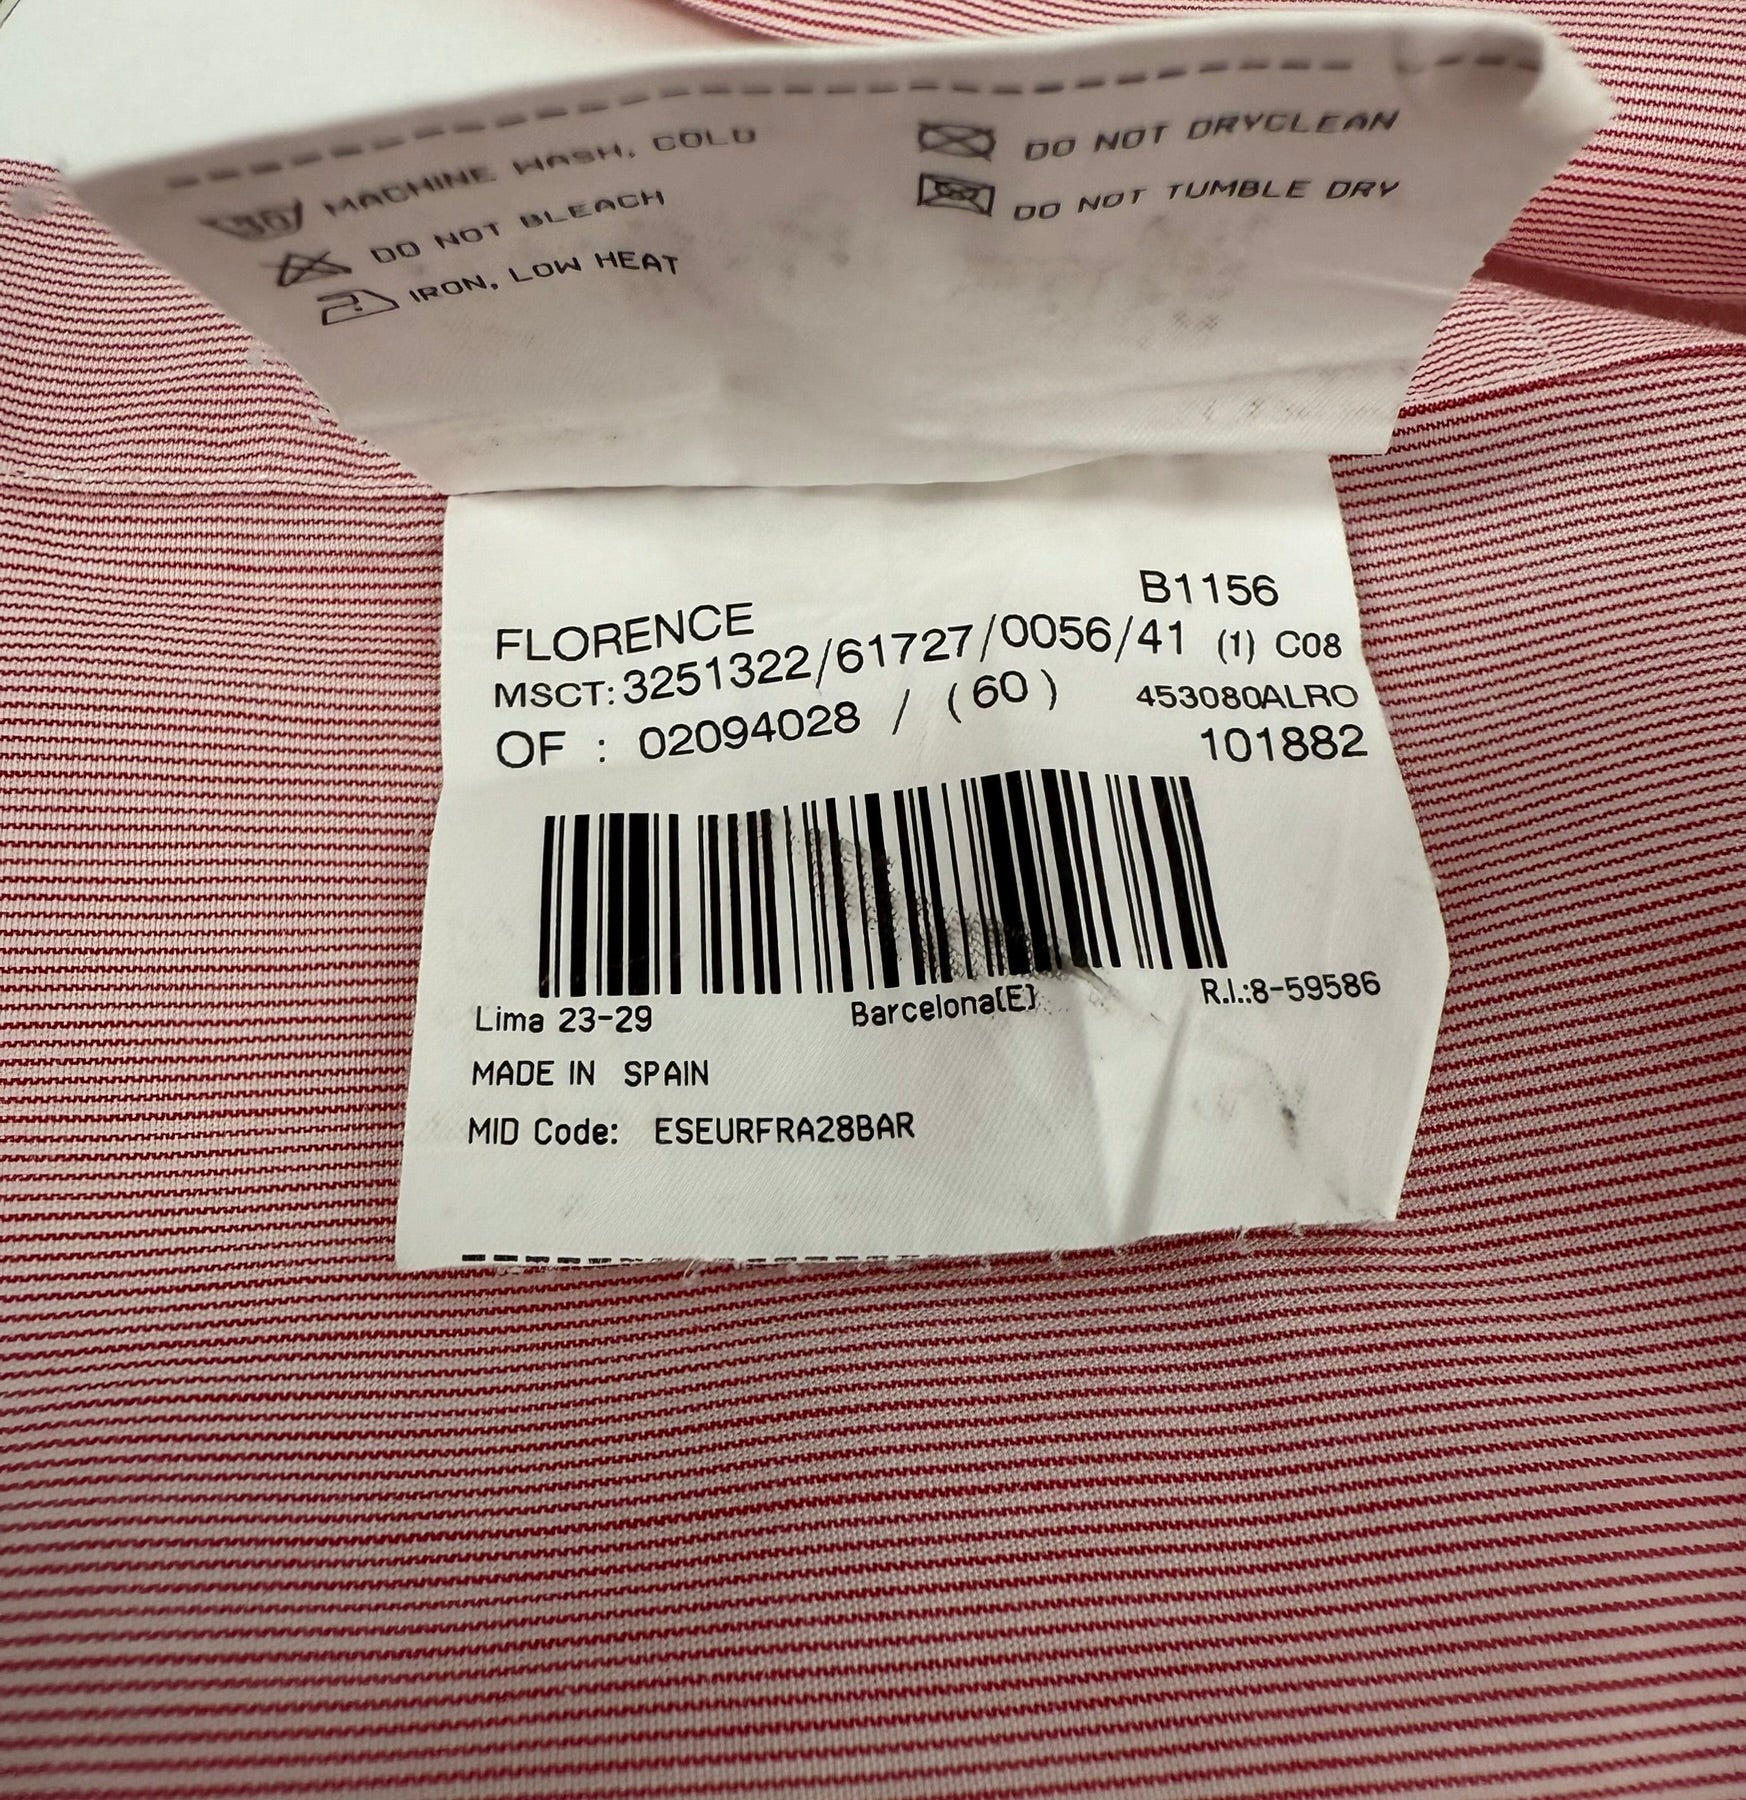 MACHINE WASH, COLD
DO NOT BLEACH
IRON, LOW HEAT
DO NOT DRYCLEAN
DO NOT TUMBLE DRY
B1156
FLORENCE
MSCT: 3251322/61727/0056/41 (1) C08
OF : 02094028 / (60) 453080ALRO
101882
Lima 23-29 Barcelona(E) R.I.:8-59586
MADE IN SPAIN
MID Code: ESEURFRA28BAR